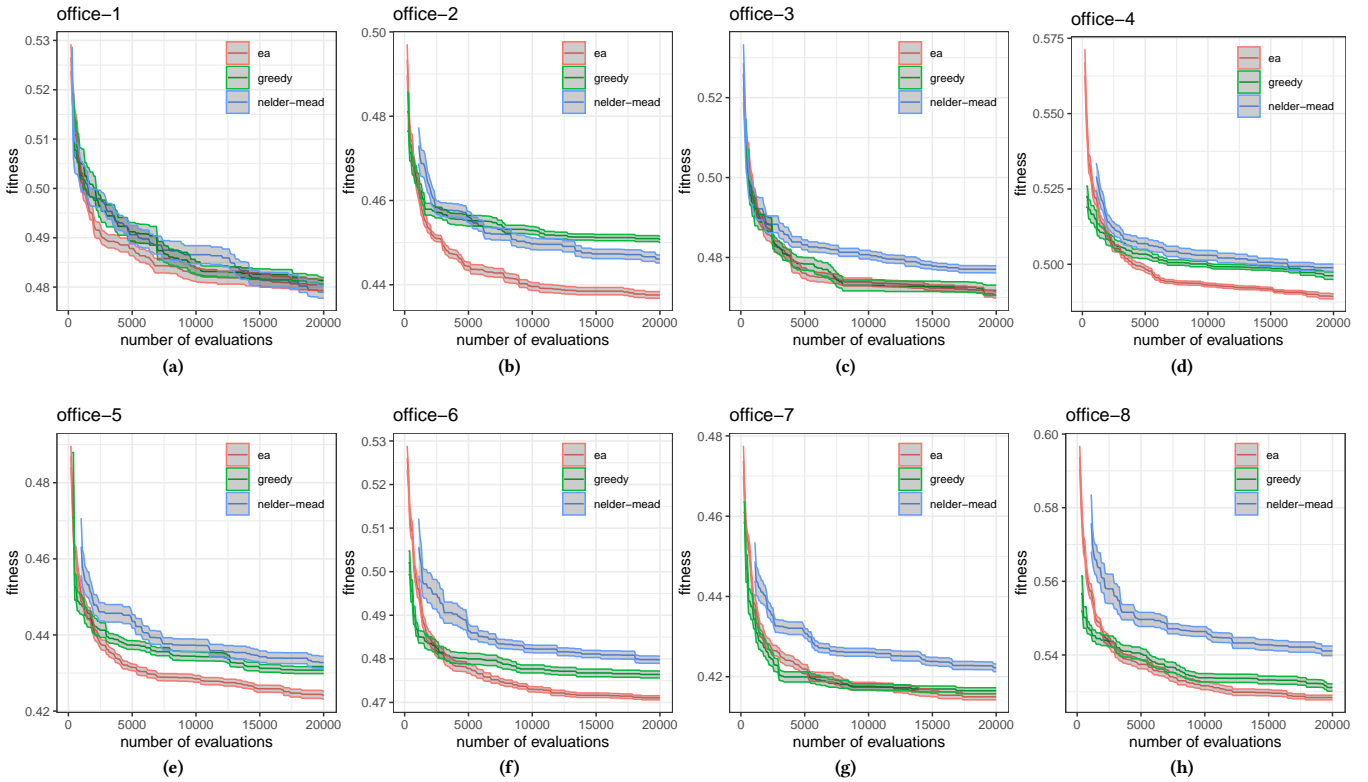 office−1
0.53
0.52
0.51
0.50
0.49
0.48
fitness
ea
greedy
nelder−mead
0 5000 10000 15000 20000
number of evaluations
(a)
office−2
0.50
0.48
0.46
0.44
fitness
ea
greedy
nelder−mead
0 5000 10000 15000 20000
number of evaluations
(b)
office−3
0.52
0.50
0.48
fitness
ea
greedy
nelder−mead
0 5000 10000 15000 20000
number of evaluations
(c)
office−4
0.575
0.550
0.525
0.500
fitness
ea
greedy
nelder−mead
0 5000 10000 15000 20000
number of evaluations
(d)
office−5
0.48
0.46
0.44
0.42
fitness
ea
greedy
nelder−mead
0 5000 10000 15000 20000
number of evaluations
(e)
office−6
0.53
0.52
0.51
0.50
0.49
0.48
0.47
fitness
ea
greedy
nelder−mead
0 5000 10000 15000 20000
number of evaluations
(f)
office−7
0.48
0.46
0.44
0.42
fitness
ea
greedy
nelder−mead
0 5000 10000 15000 20000
number of evaluations
(g)
office−8
0.60
0.58
0.56
0.54
fitness
ea
greedy
nelder−mead
0 5000 10000 15000 20000
number of evaluations
(h)